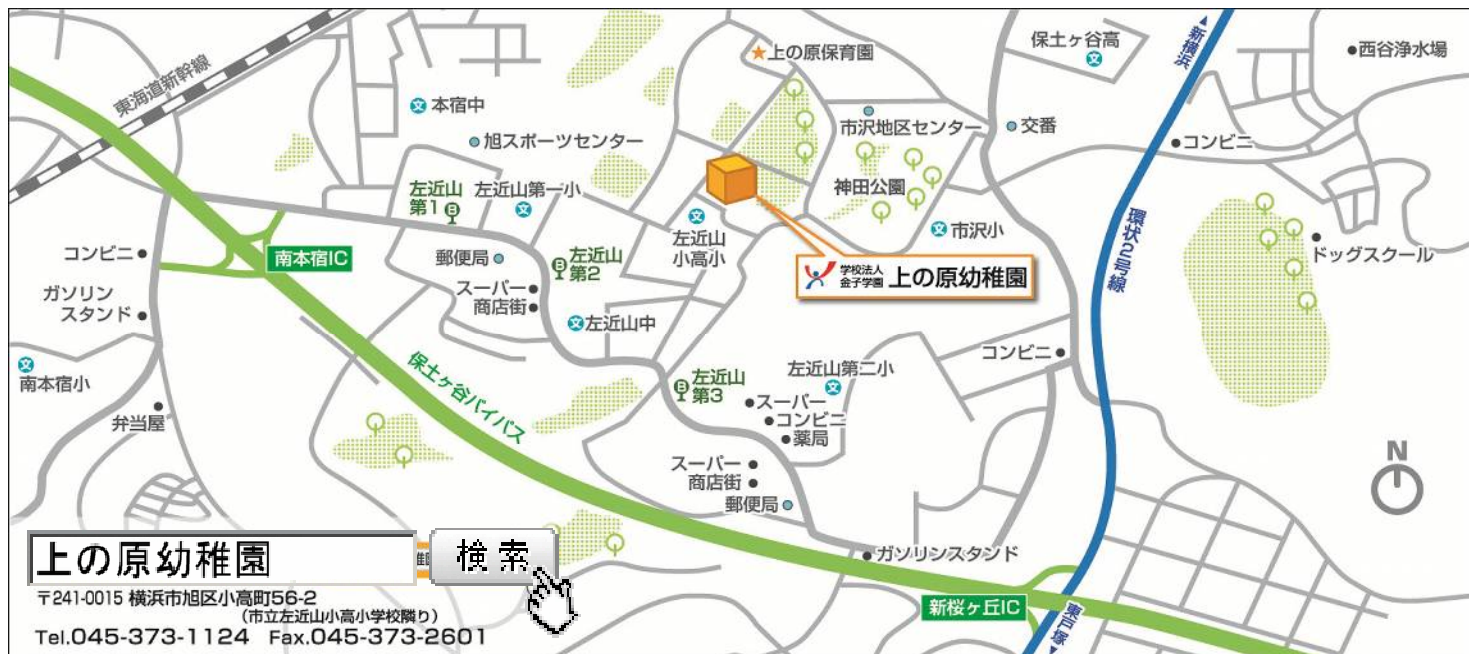 東海道新幹線
本宿中
旭スポーツセンター
上の原保育園
市沢地区センター
神田公園
保土ヶ谷高
交番
新横浜
西谷浄水場
コンビニ
環状2号線
市沢小
ドッグスクール
左近山
第1
左近山第一小
左近山
小高小
学校法人
金子学園
上の原幼稚園
コンビニ
南本宿IC
郵便局
左近山
第2
ガソリン
スタンド
スーパー
商店街
左近山中
南本宿小
弁当屋
保土ヶ谷バイパス
左近山
第3
左近山第二小
コンビニ
スーパー
コンビニ
薬局
スーパー
商店街
郵便局
N
ガソリンスタンド
新桜ヶ丘IC
東戸塚
上の原幼稚園
検索
〒241-0015 横浜市旭区小高町56-2
(市立左近山小高小学校隣り)
Tel.045-373-1124 Fax.045-373-2601